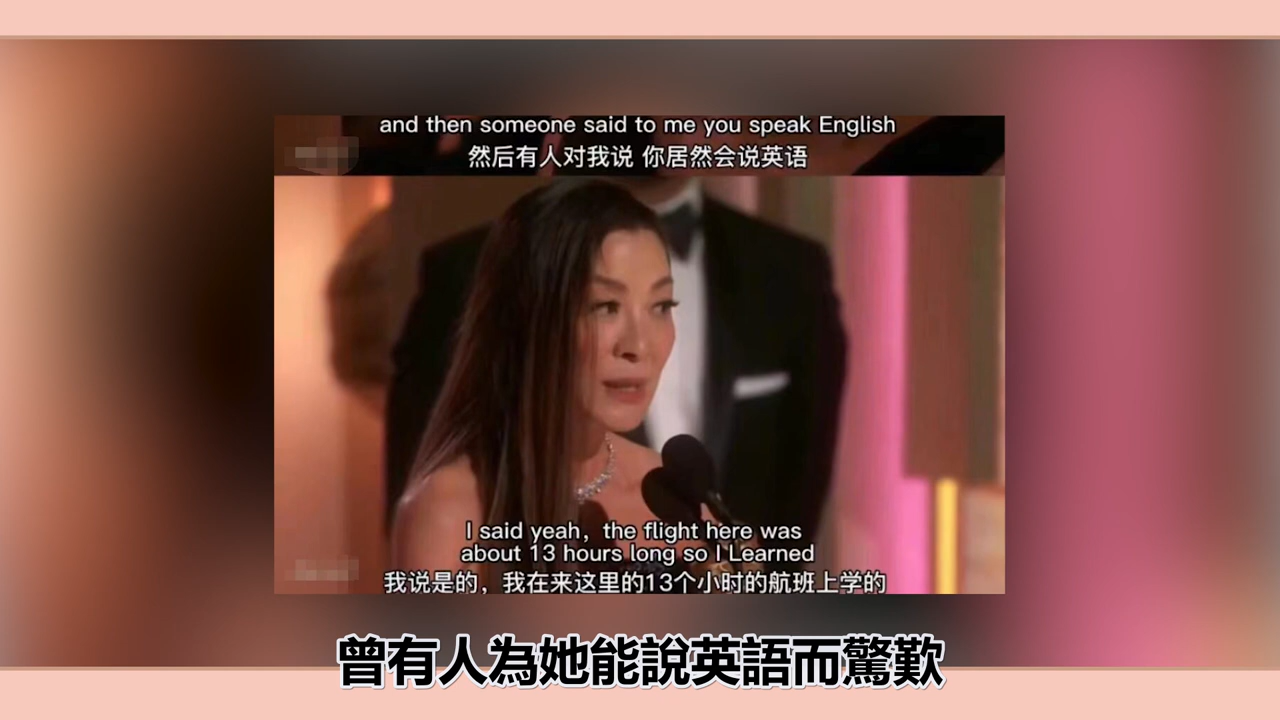 and then someone said to me you speak English
然后有人对我说 你居然会说英语
I said yeah，the flight here was
about 13 hours long so I Learned
我说是的，我在来这里的13个小时的航班上学的
曾有人為她能說英語而驚歎